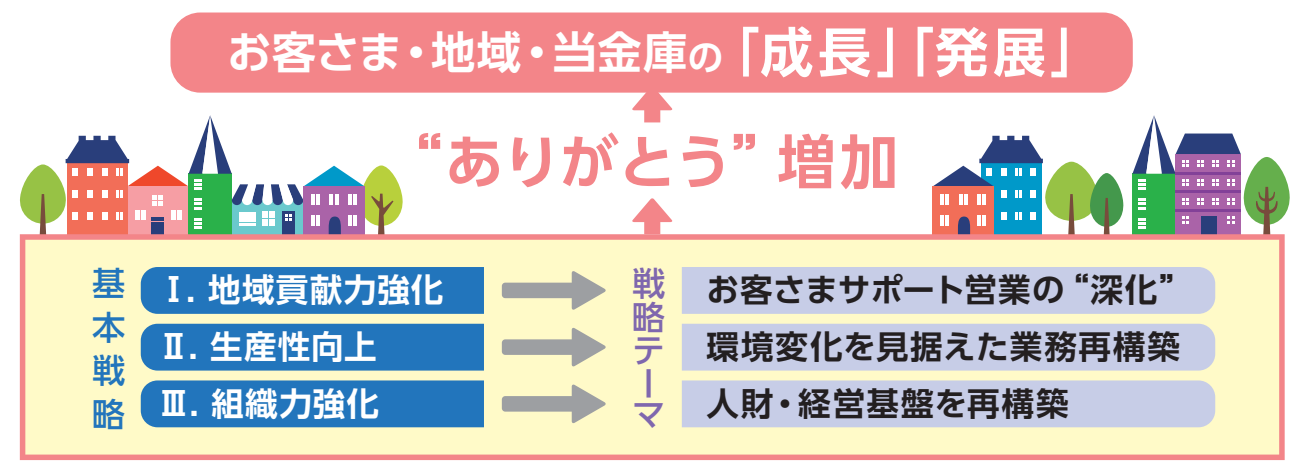 お客さま・地域・当金庫の「成長」「発展」
“ありがとう” 増加
基本戦略
Ⅰ. 地域貢献力強化
Ⅱ. 生産性向上
Ⅲ. 組織力強化
戦略テーマ
お客さまサポート営業の “深化”
環境変化を見据えた業務再構築
人財・経営基盤を再構築